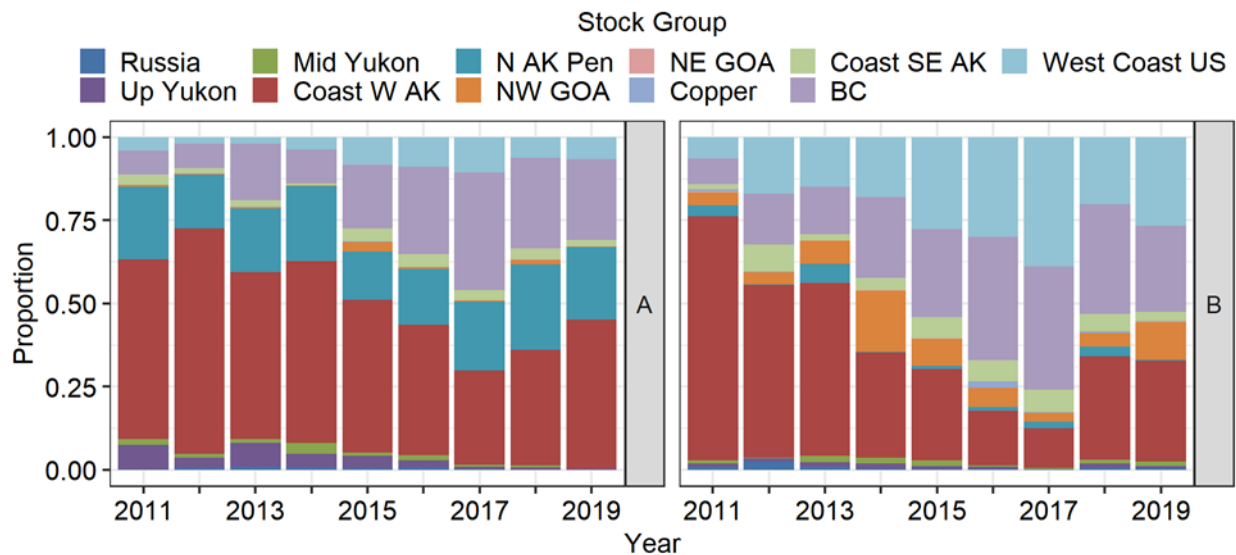 Stock Group
Russia Mid Yukon N AK Pen NE GOA Coast SE AK West Coast US
Up Yukon Coast W AK NW GOA Copper BC
1.00
0.75
0.50
0.25
0.00
Proportion
A
B
2011 2013 2015 2017 2019 2011 2013 2015 2017 2019
Year